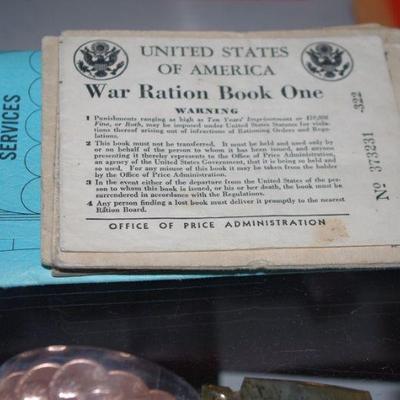 SERVICES
UNITED STATES
OF AMERICA
War Ration Book One
WARNING
1 Punishments ranging as high as Ten Years' Imprisonment or $10,000
Fine, or Both, may be imposed under United States Statutes for viola-
tions thereof arising out of infractions of Rationing Orders and Regu-
lations.
2 This book must not be transferred. It must be held and used only by
or on behalf of the person to whom it has been issued, and anyone
presenting it thereby represents to the Office of Price Administration,
an agency of the United States Government, that it is being so held and
so used. For any misuse of this book it may be taken from the holder
by the Office of Price Administration.
3 In the event either of the departure from the United States of the per-
son to whom this book is issued, or his or her death, the book must be
surrendered in accordance with the Regulations.
4 Any person finding a lost book must deliver it promptly to the nearest
Ration Board.
OFFICE OF PRICE ADMINISTRATION
№ 373231 322